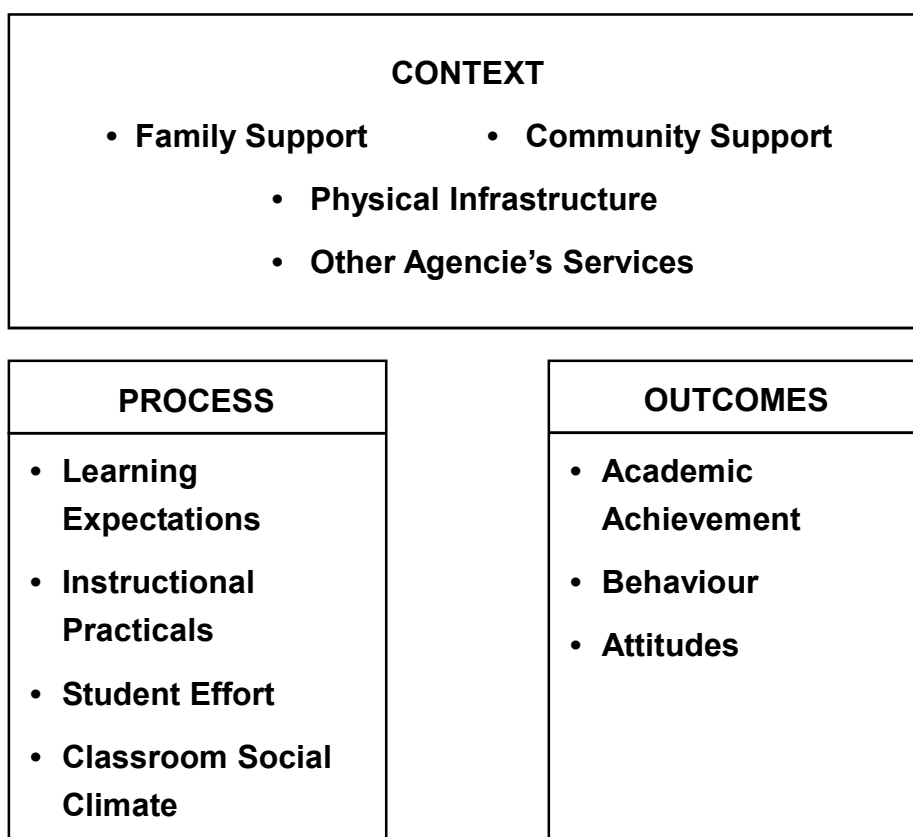 CONTEXT
• Family Support • Community Support
• Physical Infrastructure
• Other Agencie's Services
PROCESS
• Learning
Expectations
• Instructional
Practicals
• Student Effort
• Classroom Social
Climate
OUTCOMES
• Academic
Achievement
• Behaviour
• Attitudes